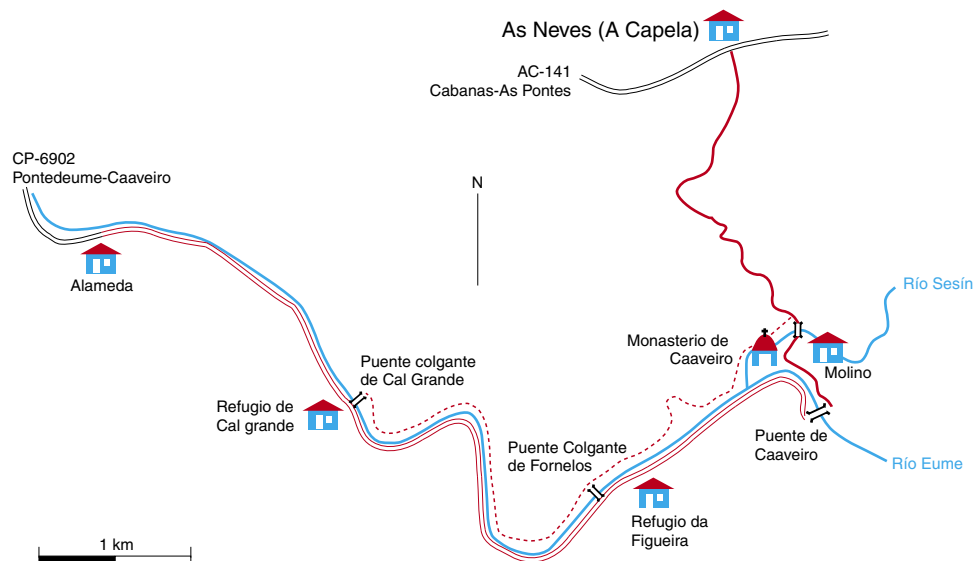 As Neves (A Capela)
AC-141
Cabanas-As Pontes
CP-6902
Pontedeume-Caaveiro
N
Alameda
Río Sesín
Monasterio de
Caaveiro
Molino
Puente colgante
de Cal Grande
Refugio de
Cal grande
Puente Colgante
de Fornelos
Puente de
Caaveiro
Río Eume
Refugio da
Figueira
1 km